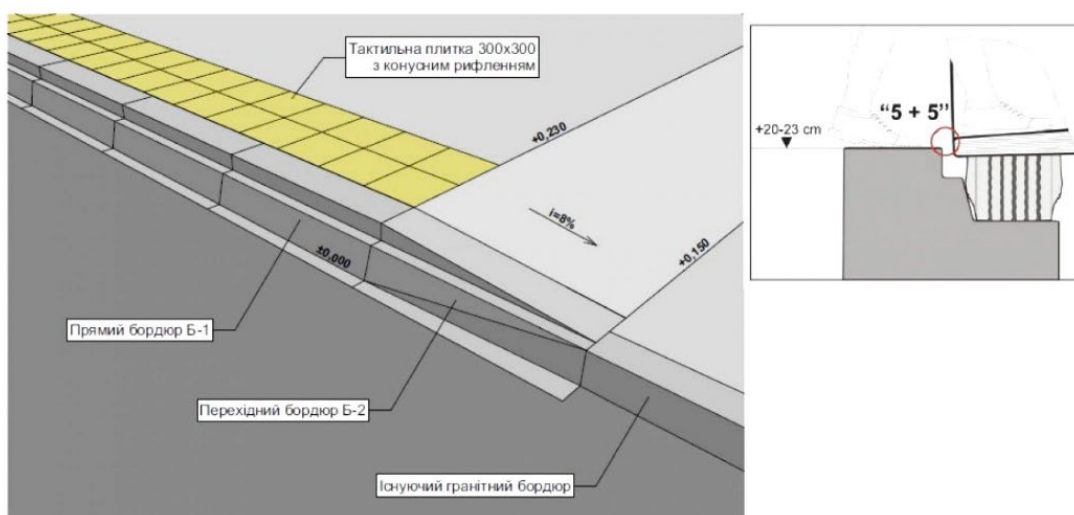 Тактильна плитка 300х300
з конусним рифленням
+0,230
i=8%
+0,150
±0,000
Прямий бордюр Б-1
Перехідний бордюр Б-2
Існуючий гранітний бордюр
“5 + 5”
+20-23 cm